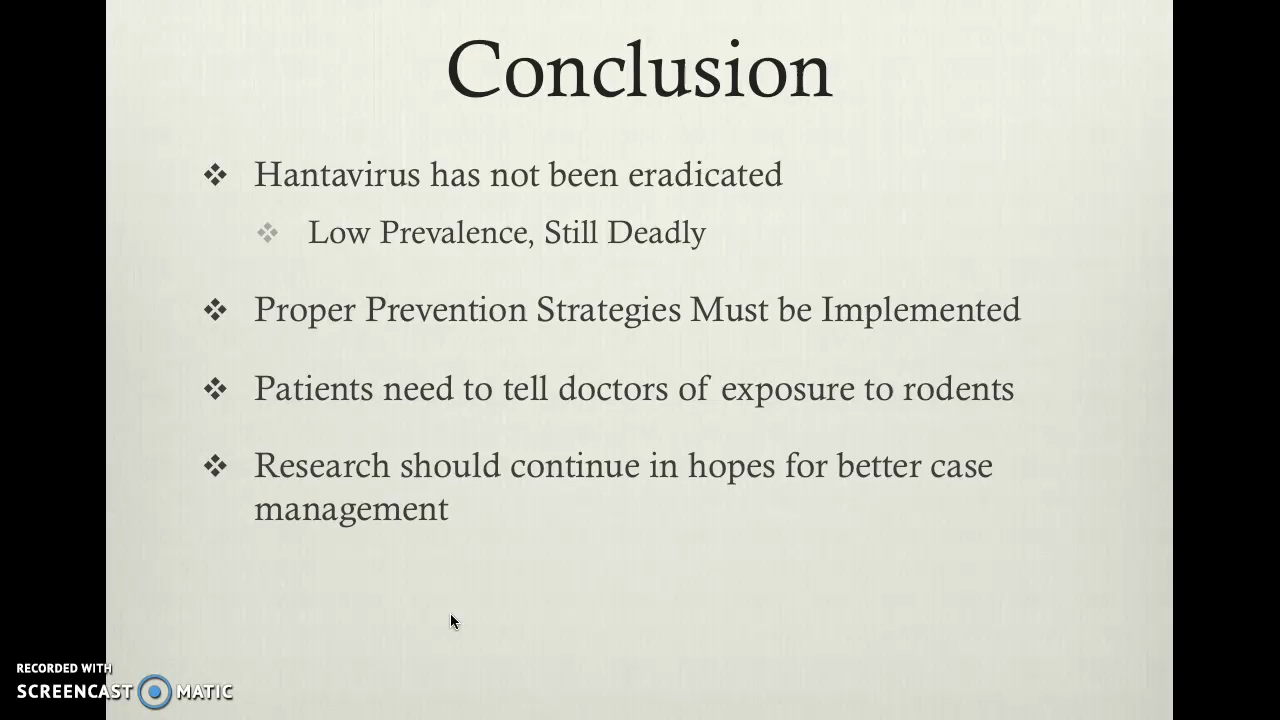 Conclusion
Hantavirus has not been eradicated
Low Prevalence, Still Deadly
Proper Prevention Strategies Must be Implemented
Patients need to tell doctors of exposure to rodents
Research should continue in hopes for better case
management
RECORDED WITH
SCREENCAST MATIC